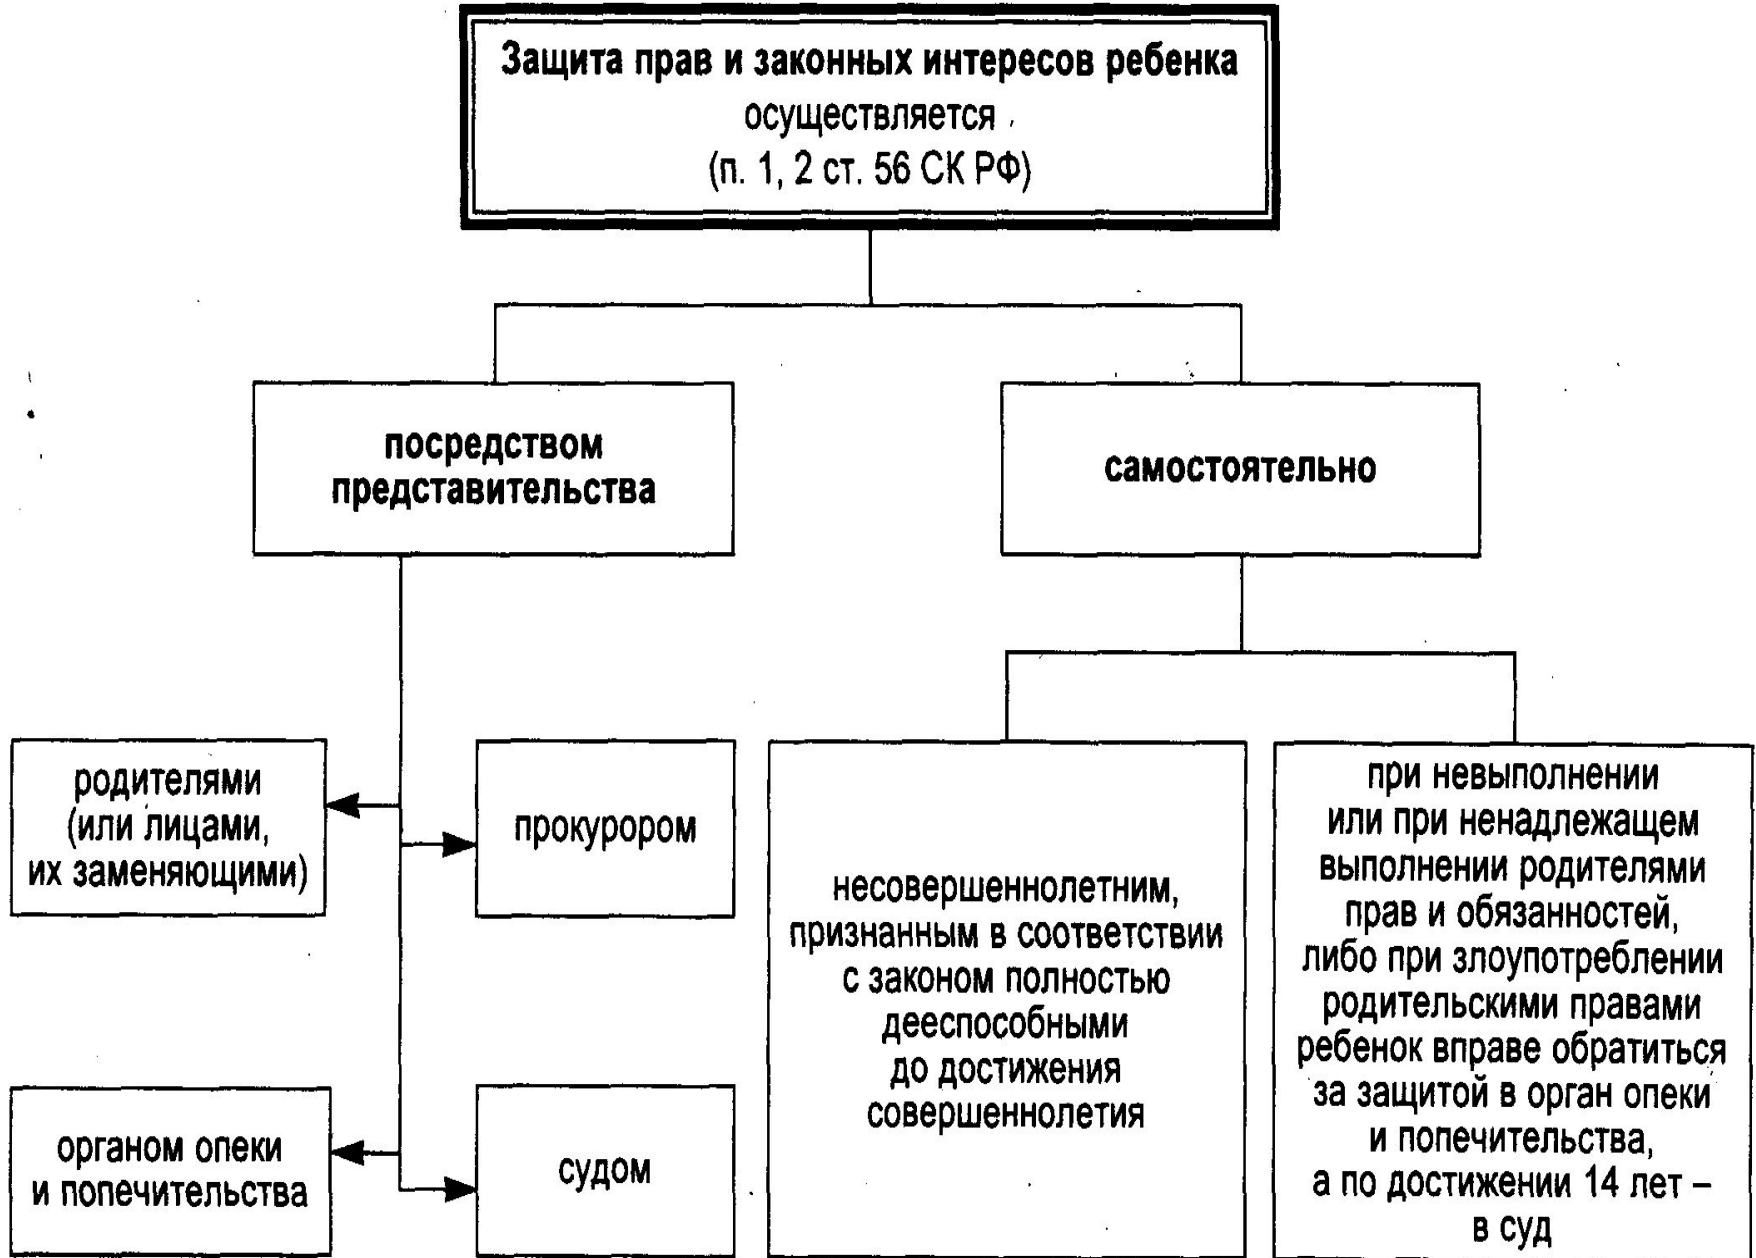 Защита прав и законных интересов ребенка
осуществляется
(п. 1, 2 ст. 56 СК РФ)
посредством
представительства
самостоятельно
родителями
(или лицами,
их заменяющими)
прокурором
органом опеки
и попечительства
судом
несовершеннолетним,
признанным в соответствии
с законом полностью
дееспособными
до достижения
совершеннолетия
при невыполнении
или при ненадлежащем
выполнении родителями
прав и обязанностей,
либо при злоупотреблении
родительскими правами
ребенок вправе обратиться
за защитой в орган опеки
и попечительства,
а по достижении 14 лет –
в суд